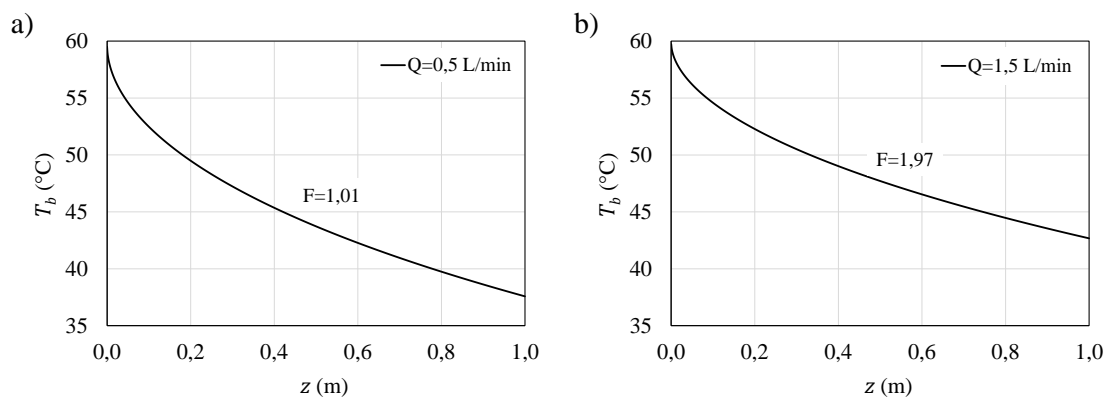 a)
60
55
50
45
40
35
T_b (°C)
Q=0,5 L/min
F=1,01
0,0 0,2 0,4 0,6 0,8 1,0
z (m)
b)
60
55
50
45
40
35
T_b (°C)
Q=1,5 L/min
F=1,97
0,0 0,2 0,4 0,6 0,8 1,0
z (m)